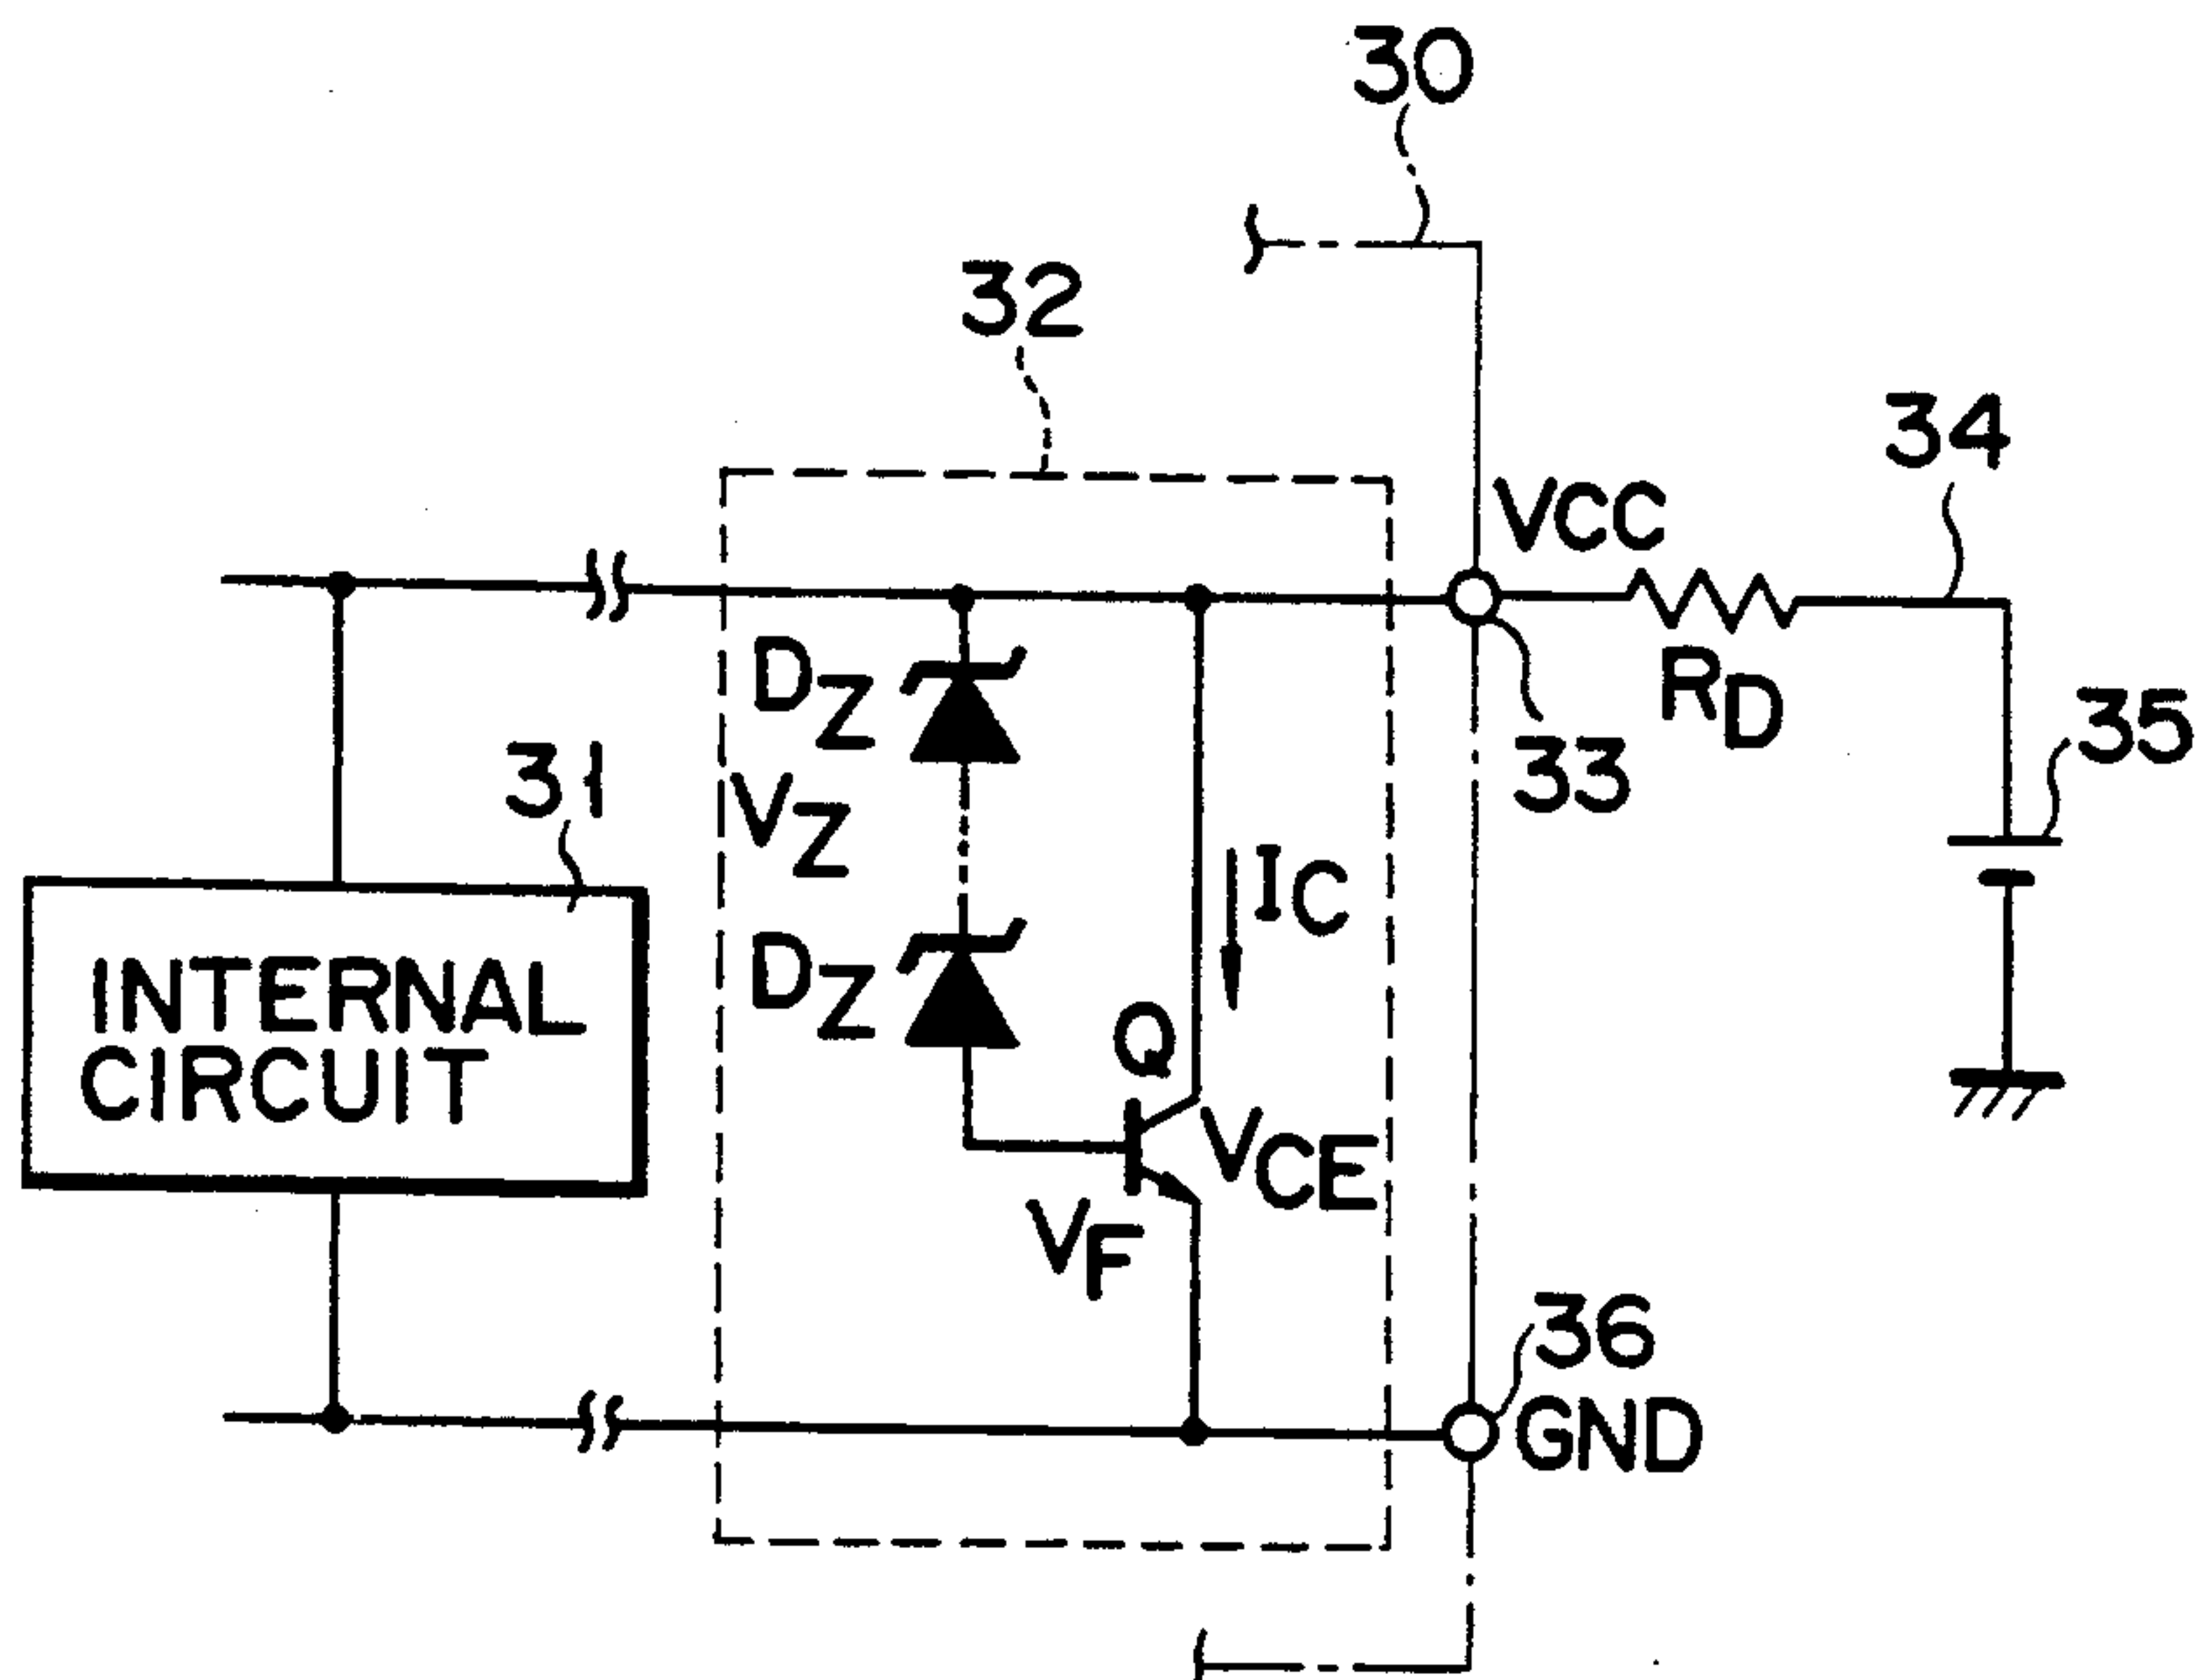 30
32
34
VCC
DZ
RD
35
31
VZ
33
IC
INTERNAL
CIRCUIT
DZ
Q
VCE
VF
36
GND